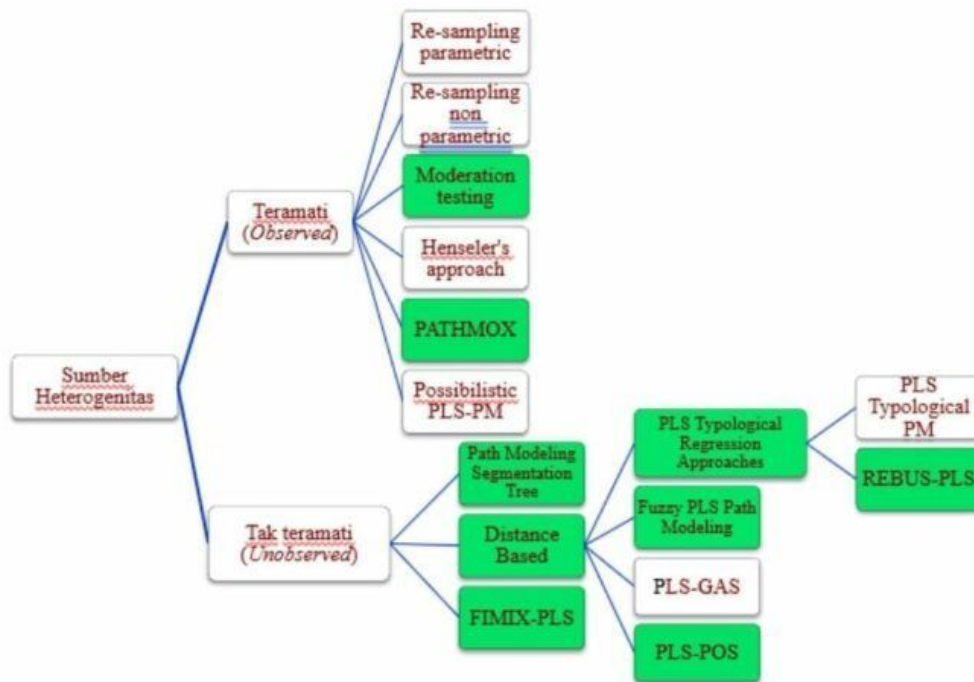 Re-sampling
parametric
Re-sampling
non
parametric
Moderation
testing
Teramati
(Observed)
Henseler's
approach
PATHMOX
Sumber
Heterogenitas
Possibilistic
PLS-PM
PLS
Typological
PM
PLS Typological
Regression
Approaches
REBUS-PLS
Path Modeling
Segmentation
Tree
Fuzzy PLS Path
Modeling
Tak teramati
(Unobserved)
Distance
Based
PLS-GAS
FIMIX-PLS
PLS-POS